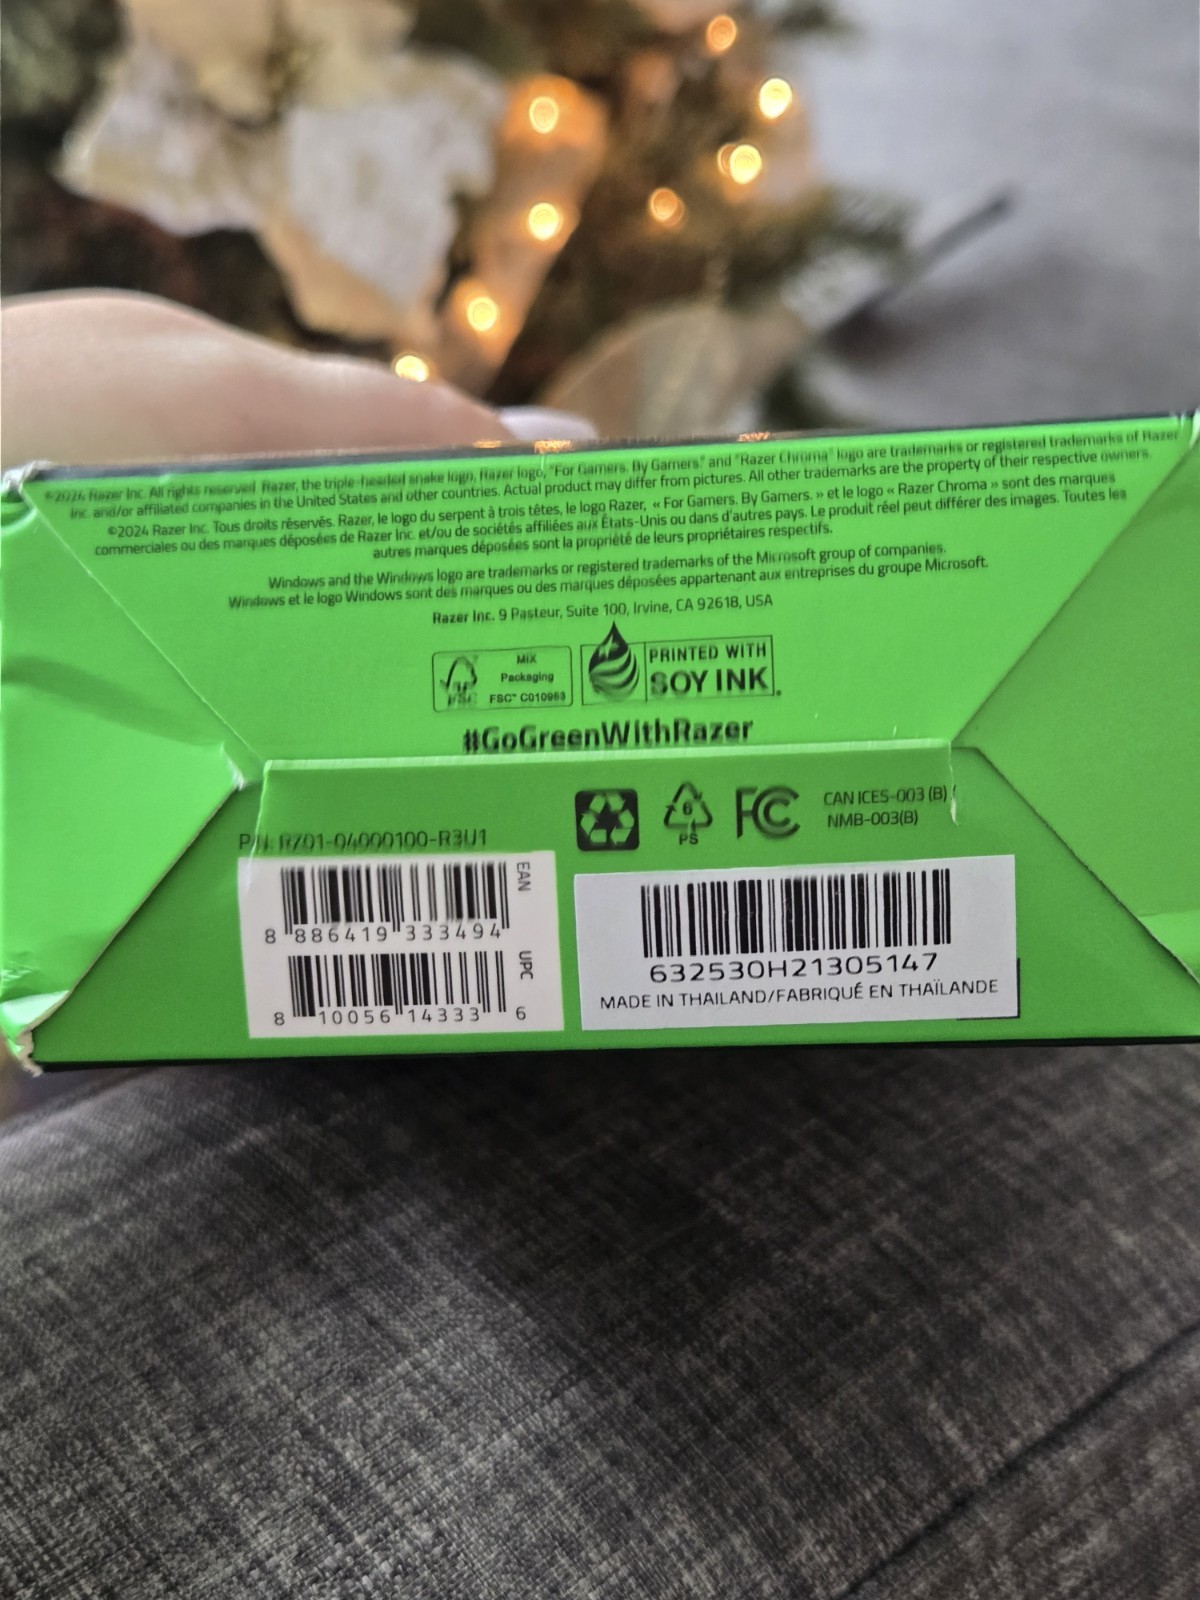 ©2024 Razer Inc. All rights reserved. Razer, the triple-headed snake logo, Razer logo, "For Gamers. By Gamers." and "Razer Chroma" logo are trademarks or registered trademarks of Razer
Inc. and/or affiliated companies in the United States and other countries. Actual product may differ from pictures. All other trademarks are the property of their respective owners.
©2024 Razer Inc. Tous droits réservés. Razer, le logo du serpent à trois têtes, le logo Razer, « For Gamers. By Gamers. » et le logo « Razer Chroma » sont des marques
commerciales ou des marques déposées de Razer Inc. et/ou de sociétés affiliées aux États-Unis ou dans d'autres pays. Le produit réel peut différer des images. Toutes les
autres marques déposées sont la propriété de leurs propriétaires respectifs.
Windows and the Windows logo are trademarks or registered trademarks of the Microsoft group of companies.
Windows et le logo Windows sont des marques ou des marques déposées appartenant aux entreprises du groupe Microsoft.
Razer Inc. 9 Pasteur, Suite 100, Irvine, CA 92618, USA
MIX
Packaging
FSC
FSC™ C010963
PRINTED WITH
SOY INK
#GoGreenWithRazer
6
PS
FC
CAN ICES-003 (B) /
NMB-003(B)
P/N: RZ01-04000100-R3U1
EAN
8 886419 333494
UPC
8 10056 14333 6
632530H21305147
MADE IN THAILAND/FABRIQUÉ EN THAÏLANDE